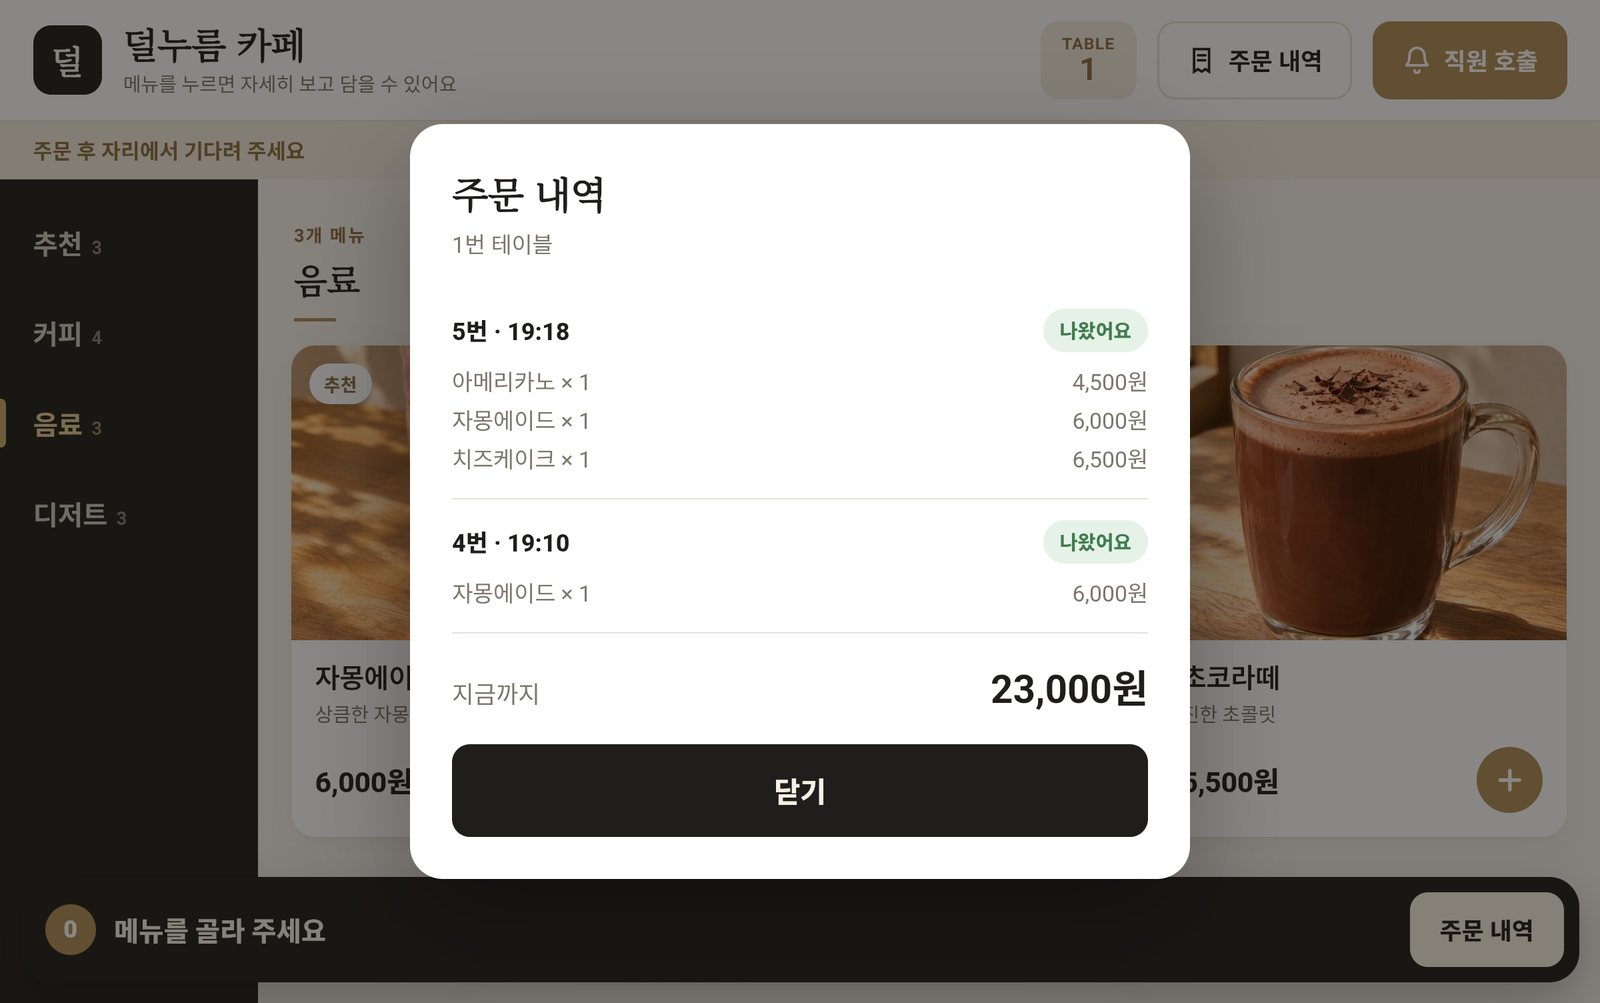 덜
덜누름 카페
메뉴를 누르면 자세히 보고 담을 수 있어요
TABLE
1
주문 내역
직원 호출
주문 후 자리에서 기다려 주세요
추천 3
커피 4
음료 3
디저트 3
3개 메뉴
음료
추천
자몽에이
상큼한 자몽
6,000원
초코라떼
진한 초콜릿
5,500원
주문 내역
1번 테이블
5번 · 19:18
나왔어요
아메리카노 × 1
4,500원
자몽에이드 × 1
6,000원
치즈케이크 × 1
6,500원
4번 · 19:10
나왔어요
자몽에이드 × 1
6,000원
지금까지
23,000원
닫기
0
메뉴를 골라 주세요
주문 내역